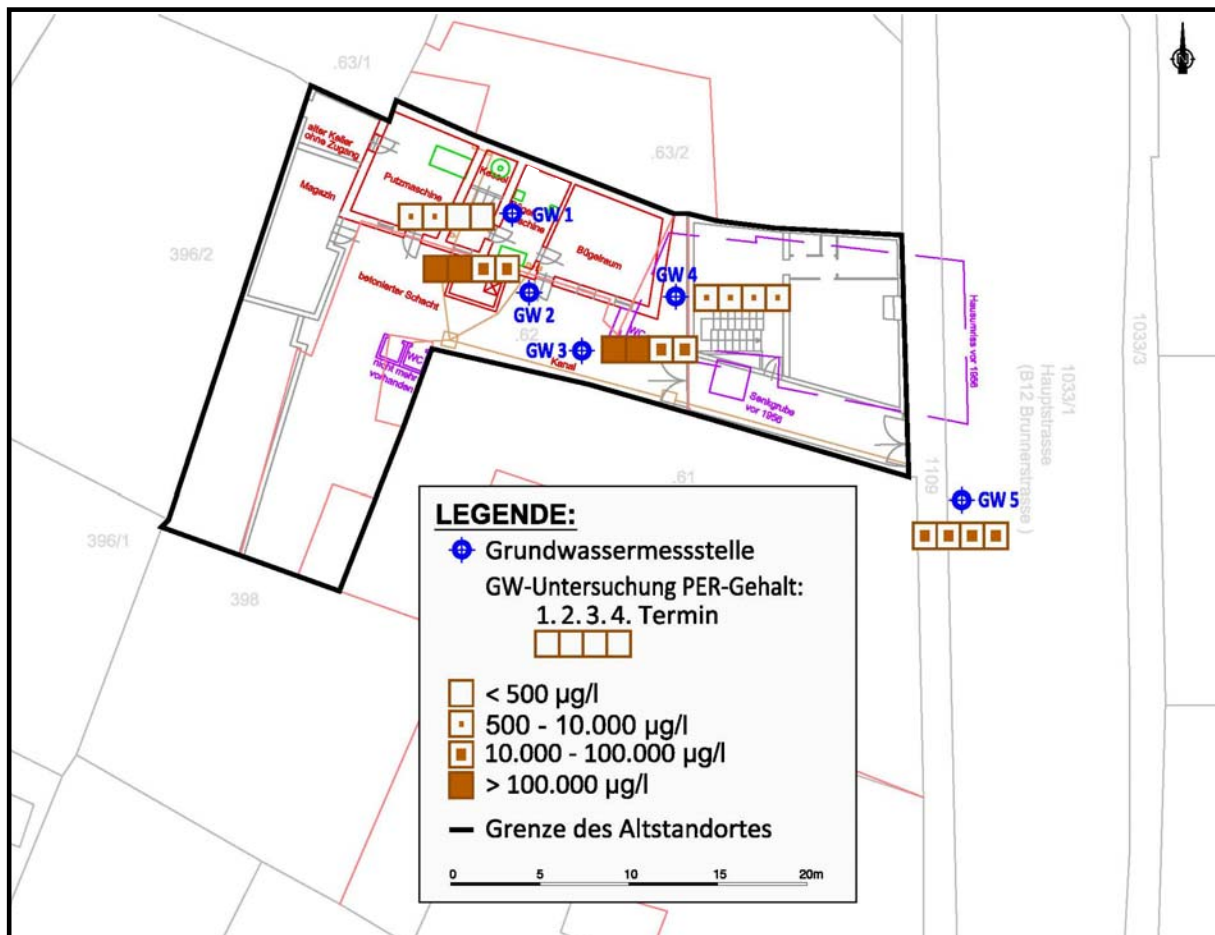 N
.63/1
.63/2
alter Keller
ohne Zugang
Magazin
Putzmaschine
Kessel
GW 1
Bügelraum
396/2
betonierter Schacht
GW 2
GW 4
.62
GW 3
WC
Kanal
WC
nicht mehr
vorhanden
Senkgrube
vor 1956
Hausumriss vor 1956
1033/3
1033/1
Hauptstrasse
(B12 Brunnerstrasse )
1109
.61
GW 5
396/1
398
LEGENDE:
Grundwassermessstelle
GW-Untersuchung PER-Gehalt:
1. 2. 3. 4. Termin
< 500 µg/l
500 - 10.000 µg/l
10.000 - 100.000 µg/l
> 100.000 µg/l
Grenze des Altstandortes
0 5 10 15 20m